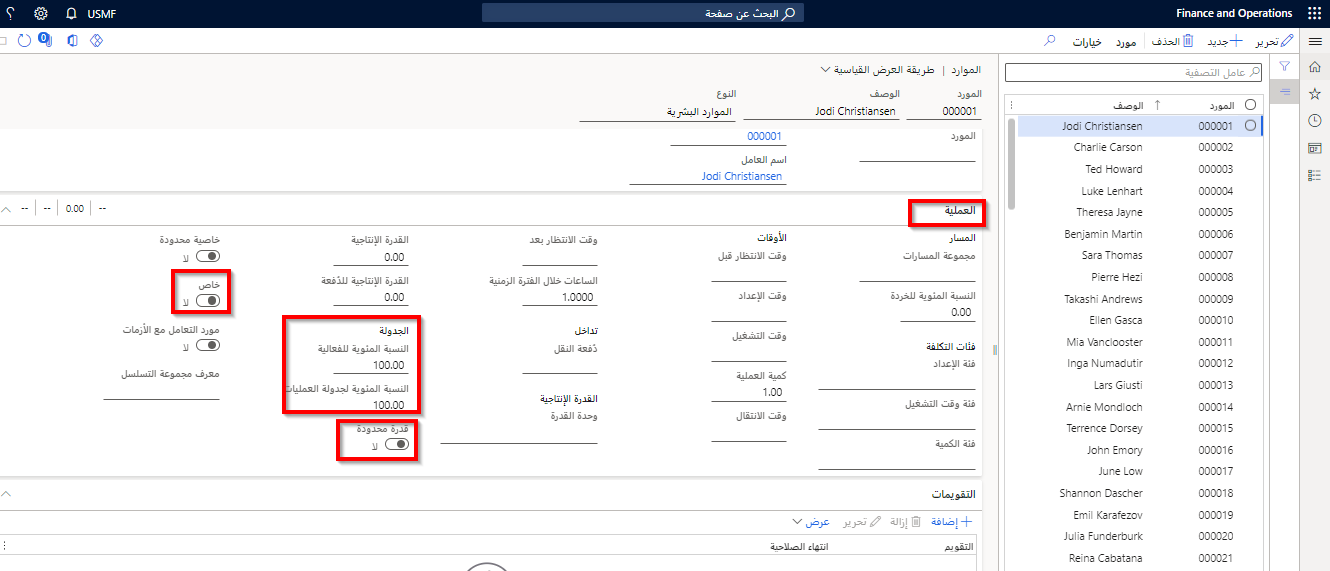 Finance and Operations
البحث عن صفحة
USMF
تحرير
جديد
الحذف
مورد
خيارات
0
عامل التصفية
المورد
الوصف
000001 Jodi Christiansen
000002 Charlie Carson
000003 Ted Howard
000004 Luke Lenhart
000005 Theresa Jayne
000006 Benjamin Martin
000007 Sara Thomas
000008 Pierre Hezi
000009 Takashi Andrews
000010 Ellen Gasca
000011 Mia Vanclooster
000012 Inga Numadutir
000013 Lars Giusti
000014 Arnie Mondloch
000015 Terrence Dorsey
000016 John Emory
000017 June Low
000018 Shannon Dascher
000019 Emil Karafezov
000020 Julia Funderburk
000021 Reina Cabatana
الموارد | طريقة العرض القياسية
المورد
000001
الوصف
Jodi Christiansen
النوع
الموارد البشرية
المورد
000001
اسم العامل
Jodi Christiansen
العملية
-- 0.00 -- --
المسار
مجموعة المسارات
النسبة المئوية للخردة
0.00
فئات التكلفة
فئة الإعداد
فئة وقت التشغيل
فئة الكمية
الأوقات
وقت الانتظار قبل
وقت الإعداد
وقت التشغيل
كمية العملية
1.00
وقت الانتقال
وقت الانتظار بعد
الساعات خلال الفترة الزمنية
1.0000
تداخل
دُفعة النقل
القدرة الإنتاجية
وحدة القدرة
القدرة الإنتاجية
0.00
القدرة الإنتاجية للدُفعة
0.00
الجدولة
النسبة المئوية للفعالية
100.00
النسبة المئوية لجدولة العمليات
100.00
قدرة محدودة
لا
خاصية محدودة
لا
خاص
لا
مورد التعامل مع الأزمات
لا
معرف مجموعة التسلسل
التقويمات
إضافة
إزالة
تحرير
عرض
التقويم
انتهاء الصلاحية